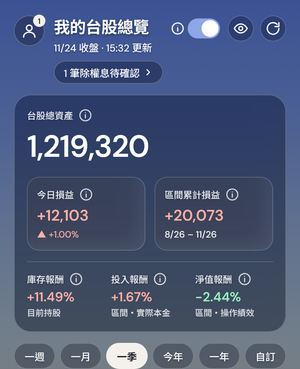 1
我的台股總覽
11/24 收盤 · 15:32 更新
1 筆除權息待確認 >
台股總資產
1,219,320
今日損益
+12,103
▲ +1.00%
區間累計損益
+20,073
8/26 – 11/26
庫存報酬
+11.49%
目前持股
投入報酬
+1.67%
區間・實際本金
淨值報酬
-2.44%
區間・操作績效
一週 一月 一季 今年 一年 自訂